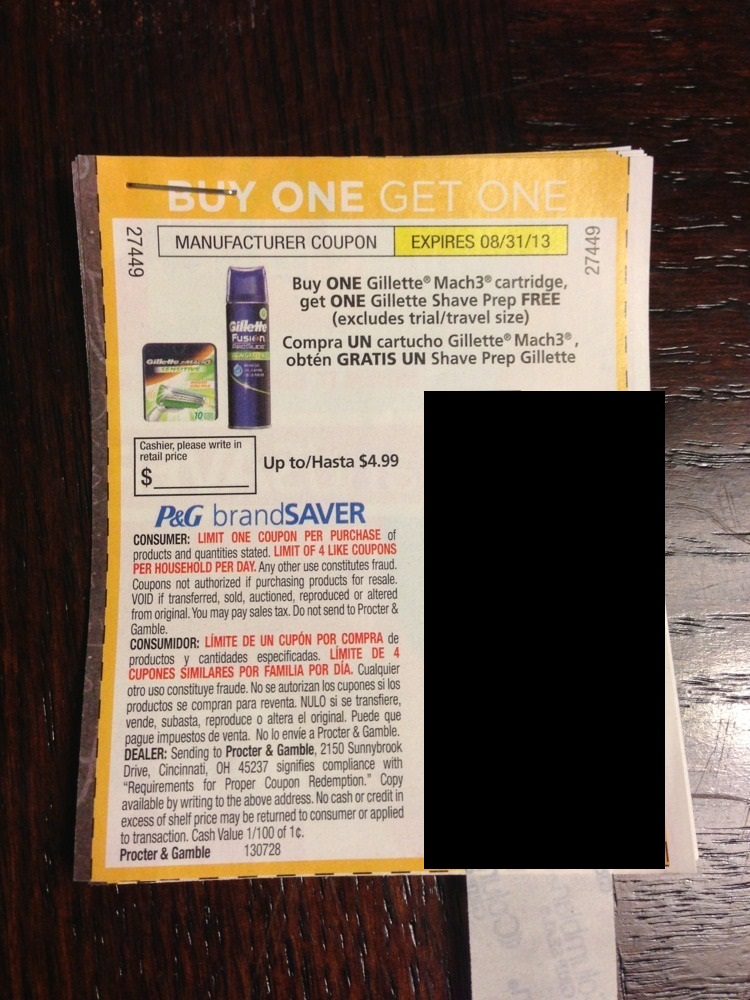 BUY ONE GET ONE
27449
MANUFACTURER COUPON
EXPIRES 08/31/13
27449
Buy ONE Gillette® Mach3® cartridge,
get ONE Gillette Shave Prep FREE
(excludes trial/travel size)
Compra UN cartucho Gillette® Mach3®,
obtén GRATIS UN Shave Prep Gillette
Gillette
FUSION
PROGLIDE
Gillette MACH3
SENSITIVE
10
Cashier, please write in
retail price
$
Up to/Hasta $4.99
P&G brandSAVER
CONSUMER: LIMIT ONE COUPON PER PURCHASE of
products and quantities stated. LIMIT OF 4 LIKE COUPONS
PER HOUSEHOLD PER DAY. Any other use constitutes fraud.
Coupons not authorized if purchasing products for resale.
VOID if transferred, sold, auctioned, reproduced or altered
from original. You may pay sales tax. Do not send to Procter &
Gamble.
CONSUMIDOR: LÍMITE DE UN CUPÓN POR COMPRA de
productos y cantidades especificadas. LÍMITE DE 4
CUPONES SIMILARES POR FAMILIA POR DÍA. Cualquier
otro uso constituye fraude. No se autorizan los cupones si los
productos se compran para reventa. NULO si se transfiere,
vende, subasta, reproduce o altera el original. Puede que
pague impuestos de venta. No lo envíe a Procter & Gamble.
DEALER: Sending to Procter & Gamble, 2150 Sunnybrook
Drive, Cincinnati, OH 45237 signifies compliance with
"Requirements for Proper Coupon Redemption." Copy
available by writing to the above address. No cash or credit in
excess of shelf price may be returned to consumer or applied
to transaction. Cash Value 1/100 of 1¢.
Procter & Gamble 130728